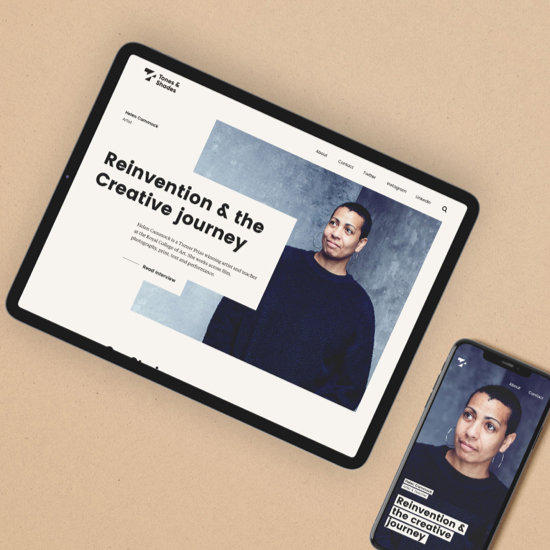 Tones &
Shades
Helen Cammock
Artist
About
Contact
Twitter
Instagram
LinkedIn
Reinvention & the
Creative journey
Helen Cammock is a Turner Prize winning artist and teacher
at the Royal College of Art. She works across film,
photography, print, text and performance.
Read Interview
About
Contact
Helen Cammock
Reinvention &
the creative
journey